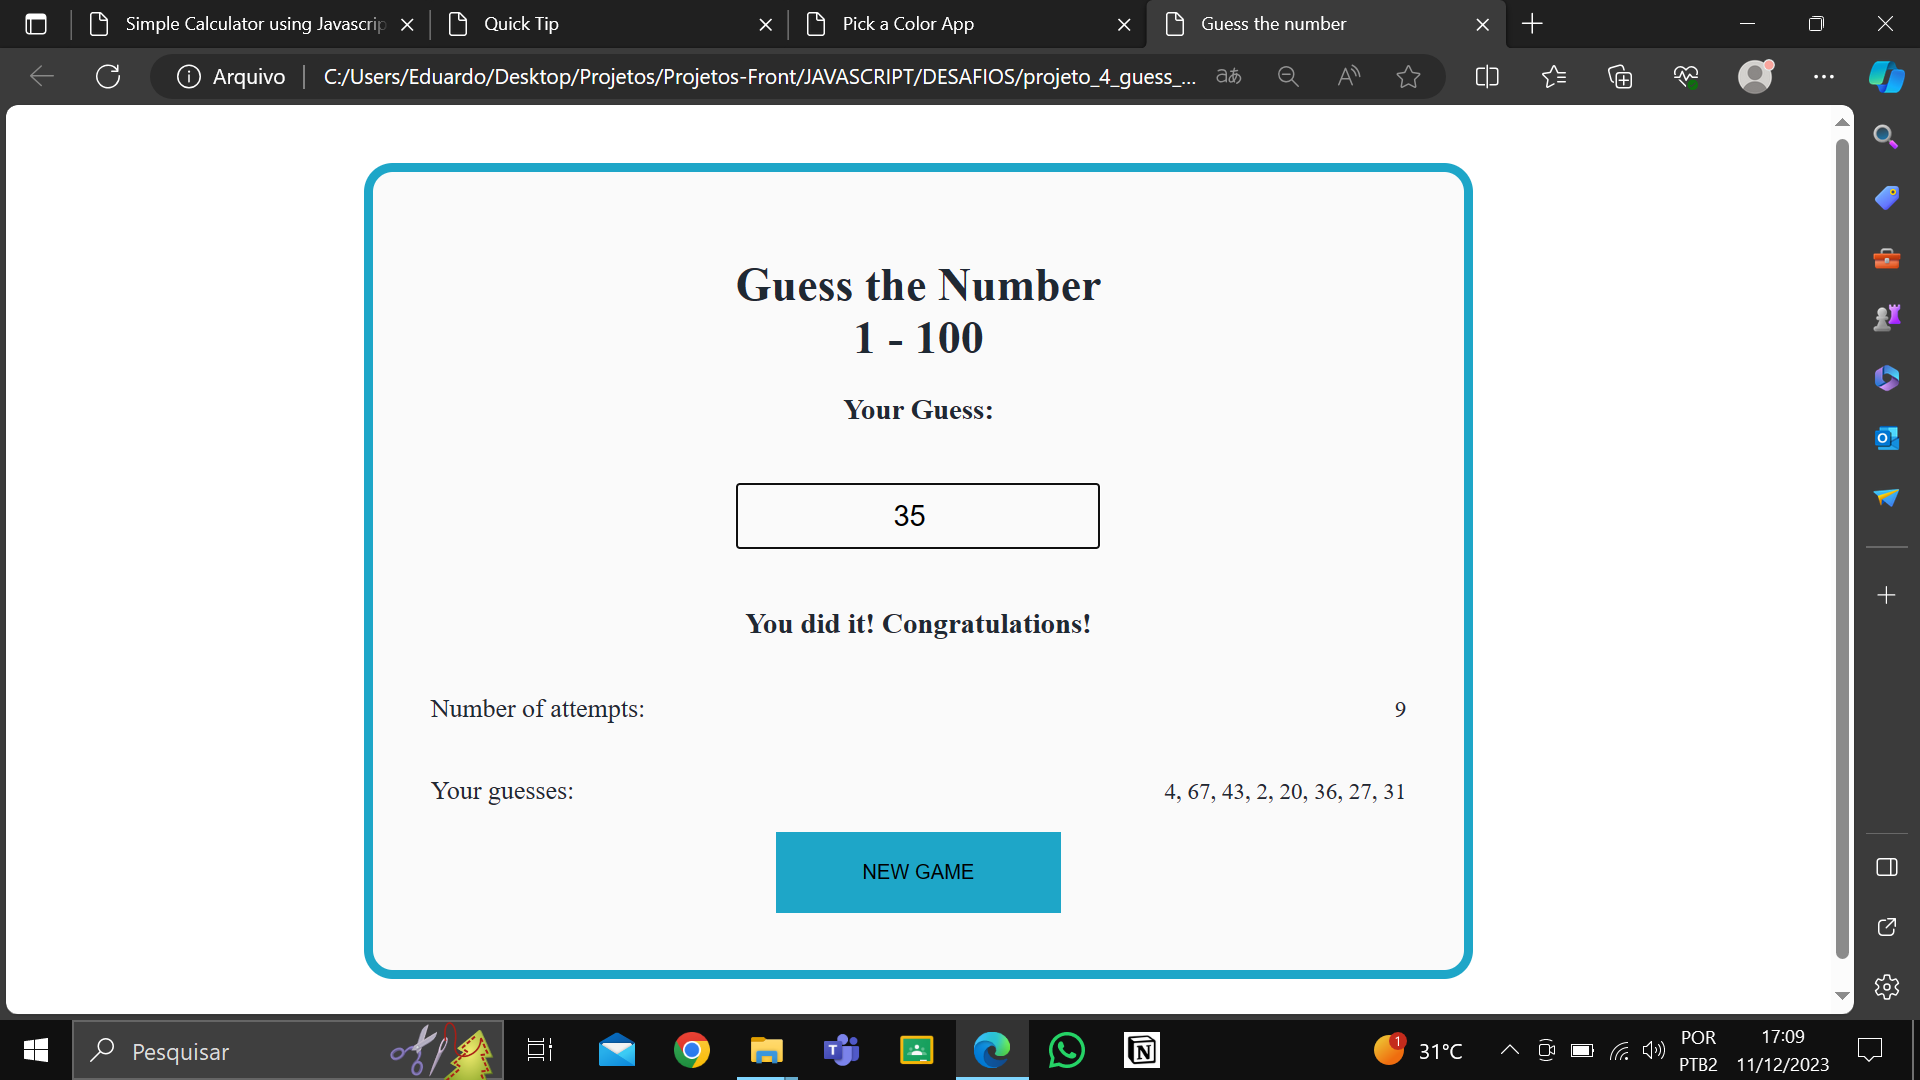 Simple Calculator using Javascrip
Quick Tip
Pick a Color App
Guess the number
Arquivo
C:/Users/Eduardo/Desktop/Projetos/Projetos-Front/JAVASCRIPT/DESAFIOS/projeto_4_guess_...
Guess the Number
1 - 100
Your Guess:
35
You did it! Congratulations!
Number of attempts: 9
Your guesses: 4, 67, 43, 2, 20, 36, 27, 31
NEW GAME
Pesquisar
1
31°C
POR
PTB2
17:09
11/12/2023